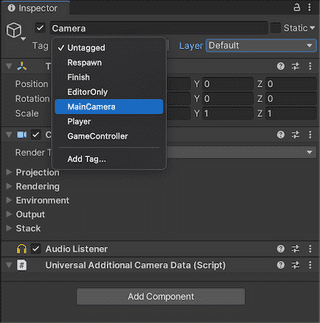 Inspector
Camera
Static
Tag
Untagged
Layer
Default
Respawn
Finish
EditorOnly
MainCamera
Player
GameController
Add Tag...
T
Position
Y 0
Z 0
Rotation
Y 0
Z 0
Scale
Y 1
Z 1
C
Render T
Projection
Rendering
Environment
Output
Stack
Audio Listener
Universal Additional Camera Data (Script)
Add Component